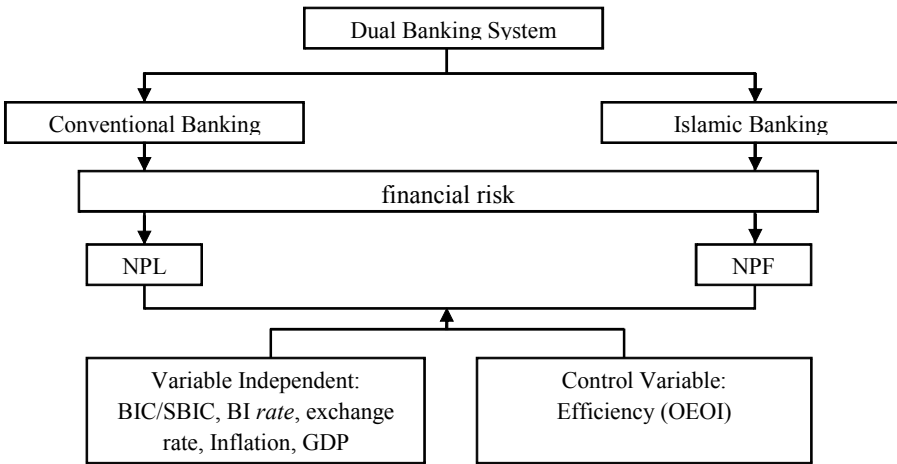 Dual Banking System
Conventional Banking
Islamic Banking
financial risk
NPL
NPF
Variable Independent:
BIC/SBIC, BI rate, exchange
rate, Inflation, GDP
Control Variable:
Efficiency (OEOI)